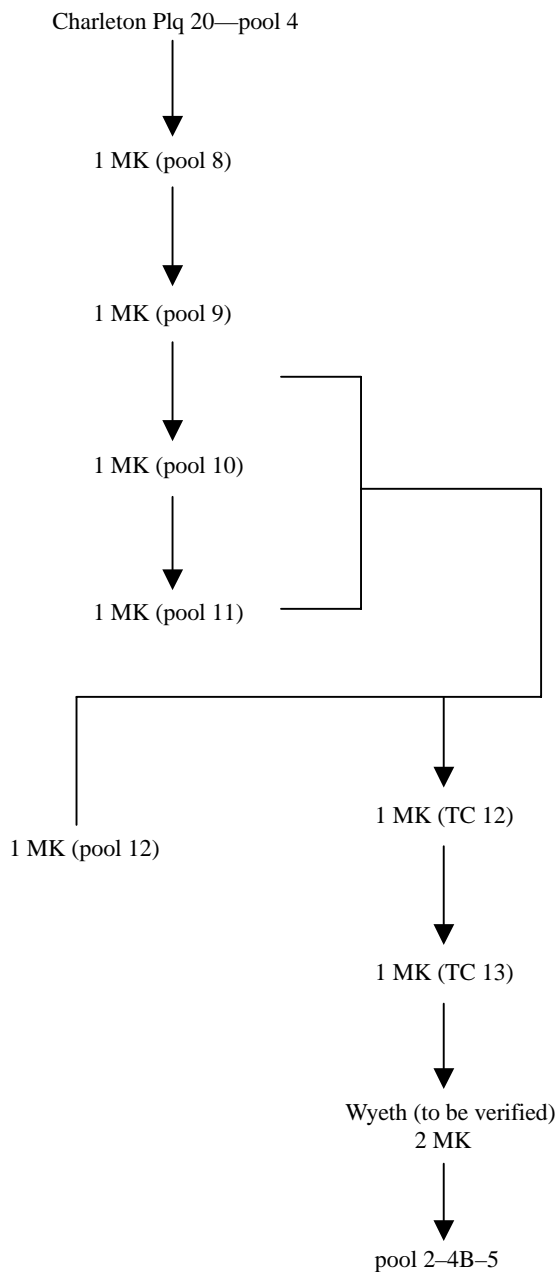 Charleton Plq 20—pool 4
1 MK (pool 8)
1 MK (pool 9)
1 MK (pool 10)
1 MK (pool 11)
1 MK (TC 12)
1 MK (pool 12)
1 MK (TC 13)
Wyeth (to be verified)
2 MK
pool 2–4B–5